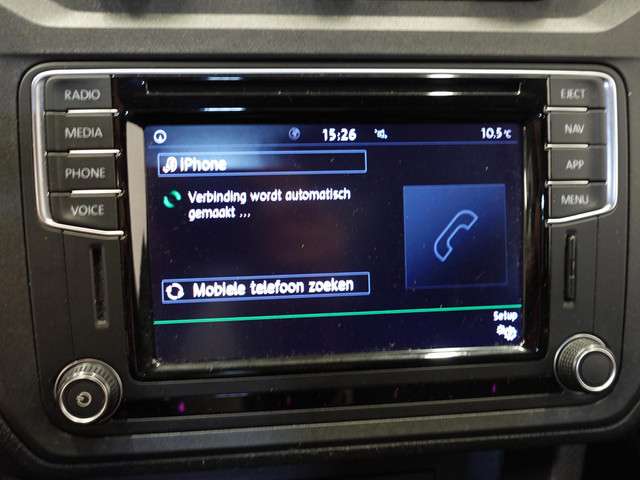 RADIO
MEDIA
PHONE
VOICE
EJECT
NAV
APP
MENU
15:26
10.5 °C
iPhone
Verbinding wordt automatisch
gemaakt ...
Mobiele telefoon zoeken
Setup